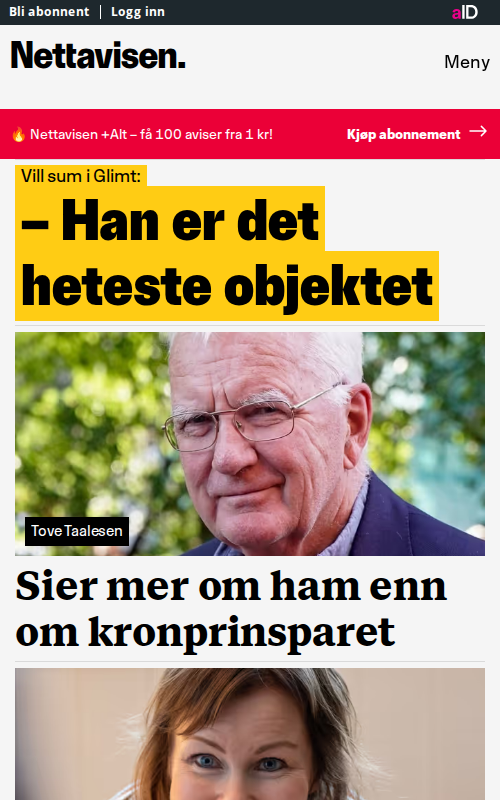 Bli abonnent
Logg inn
aID
Nettavisen.
Meny
🔥 Nettavisen +Alt – få 100 aviser fra 1 kr!
Kjøp abonnement →
Vill sum i Glimt:
– Han er det
heteste objektet
Tove Taalesen
Sier mer om ham enn
om kronprinsparet